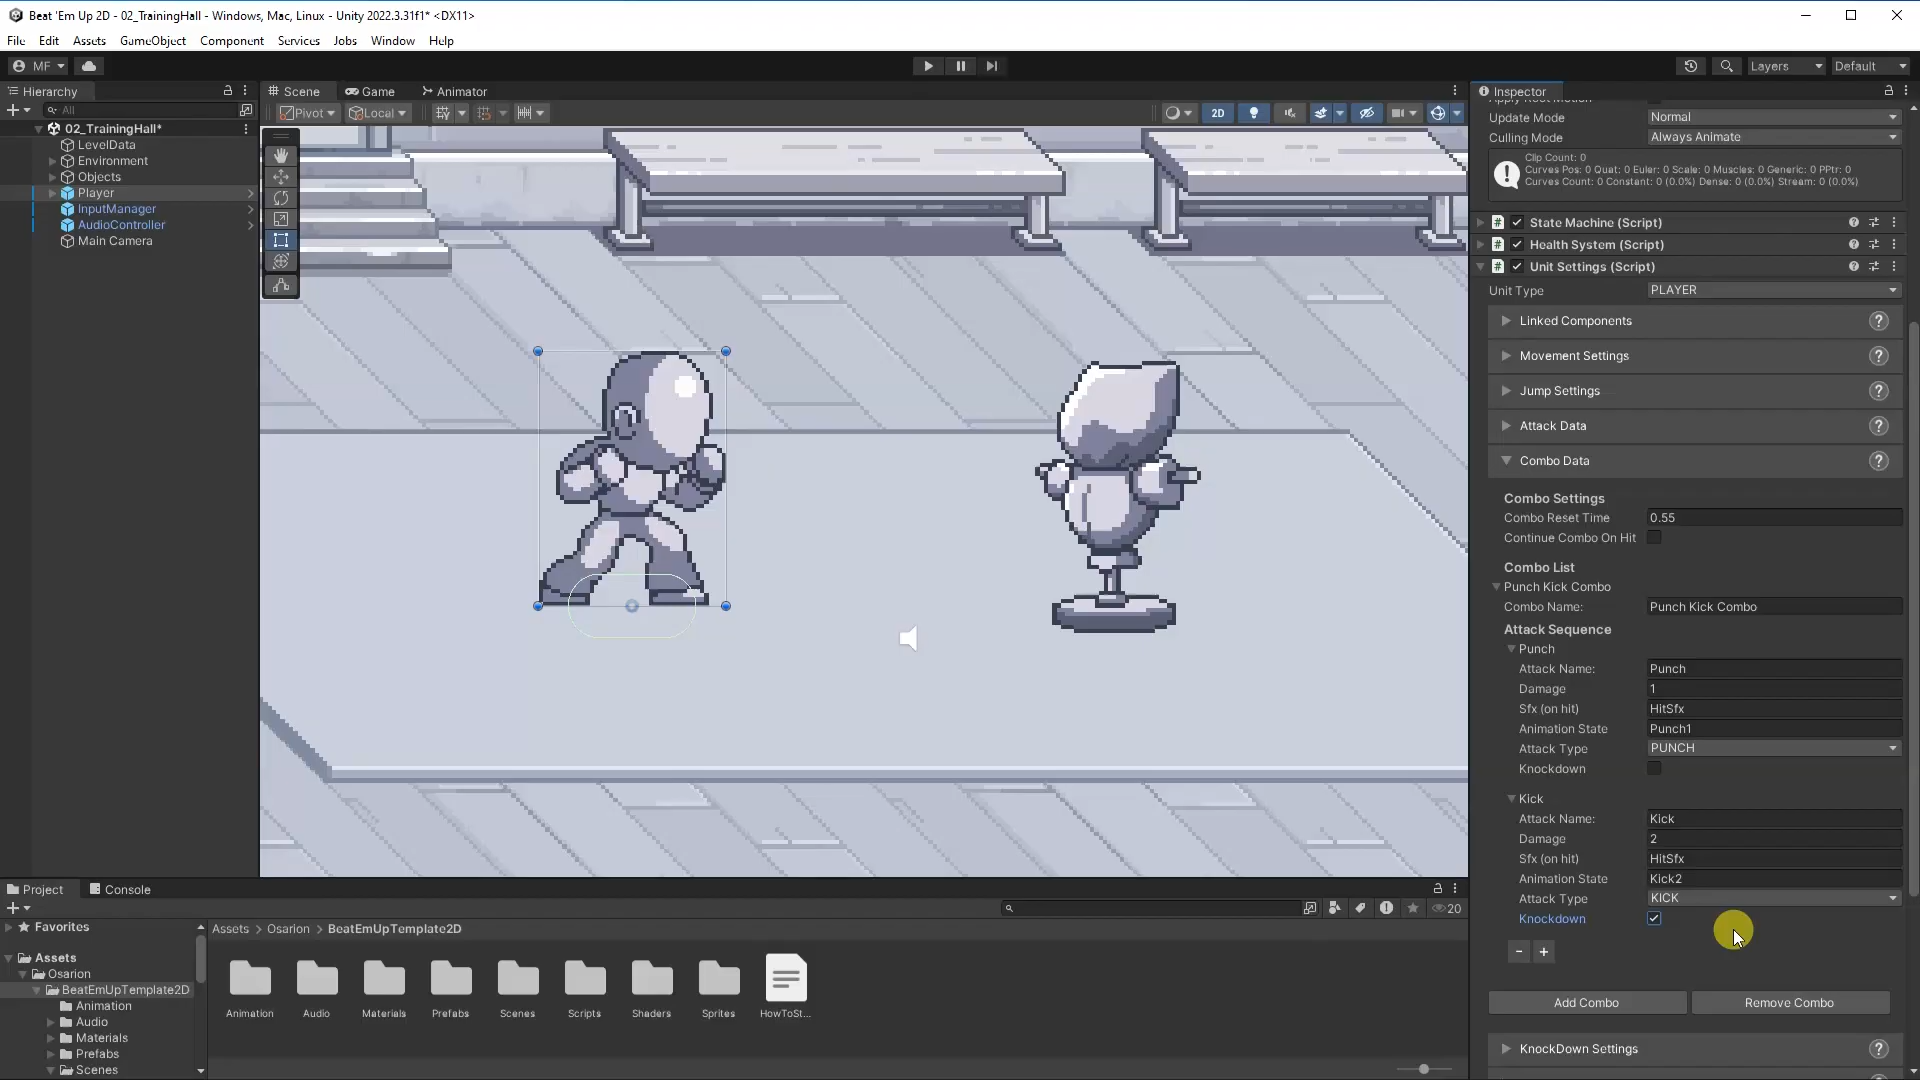 Beat 'Em Up 2D - 02_TrainingHall - Windows, Mac, Linux - Unity 2022.3.31f1* <DX11>
File Edit Assets GameObject Component Services Jobs Window Help
MF Layers Default
Hierarchy
All
02_TrainingHall*
LevelData
Environment
Objects
Player
InputManager
AudioController
Main Camera
Scene Game Animator
Pivot Local 2D
Inspector
Update Mode Normal
Culling Mode Always Animate
Clip Count: 0
Curves Pos: 0 Quat: 0 Euler: 0 Scale: 0 Muscles: 0 Generic: 0 PPtr: 0
Curves Count: 0 Constant: 0 (0.0%) Dense: 0 (0.0%) Stream: 0 (0.0%)
State Machine (Script)
Health System (Script)
Unit Settings (Script)
Unit Type PLAYER
Linked Components
Movement Settings
Jump Settings
Attack Data
Combo Data
Combo Settings
Combo Reset Time 0.55
Continue Combo On Hit
Combo List
Punch Kick Combo
Combo Name: Punch Kick Combo
Attack Sequence
Punch
Attack Name: Punch
Damage 1
Sfx (on hit) HitSfx
Animation State Punch1
Attack Type PUNCH
Knockdown
Kick
Attack Name: Kick
Damage 2
Sfx (on hit) HitSfx
Animation State Kick2
Attack Type KICK
Knockdown
- +
Add Combo Remove Combo
KnockDown Settings
Project Console
20
Favorites
Assets
Osarion
BeatEmUpTemplate2D
Animation
Audio
Materials
Prefabs
Scenes
Assets > Osarion > BeatEmUpTemplate2D
Animation Audio Materials Prefabs Scenes Scripts Shaders Sprites HowToSt...